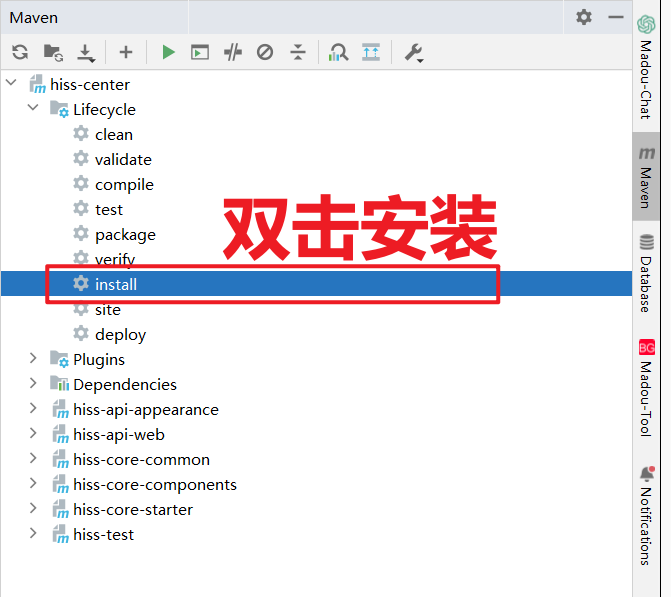 Maven
hiss-center
Lifecycle
clean
validate
compile
test
package
双击安装
verify
install
site
deploy
Plugins
Dependencies
hiss-api-appearance
hiss-api-web
hiss-core-common
hiss-core-components
hiss-core-starter
hiss-test
Madou-Chat
m
Maven
Database
BG
Madou-Tool
Notifications